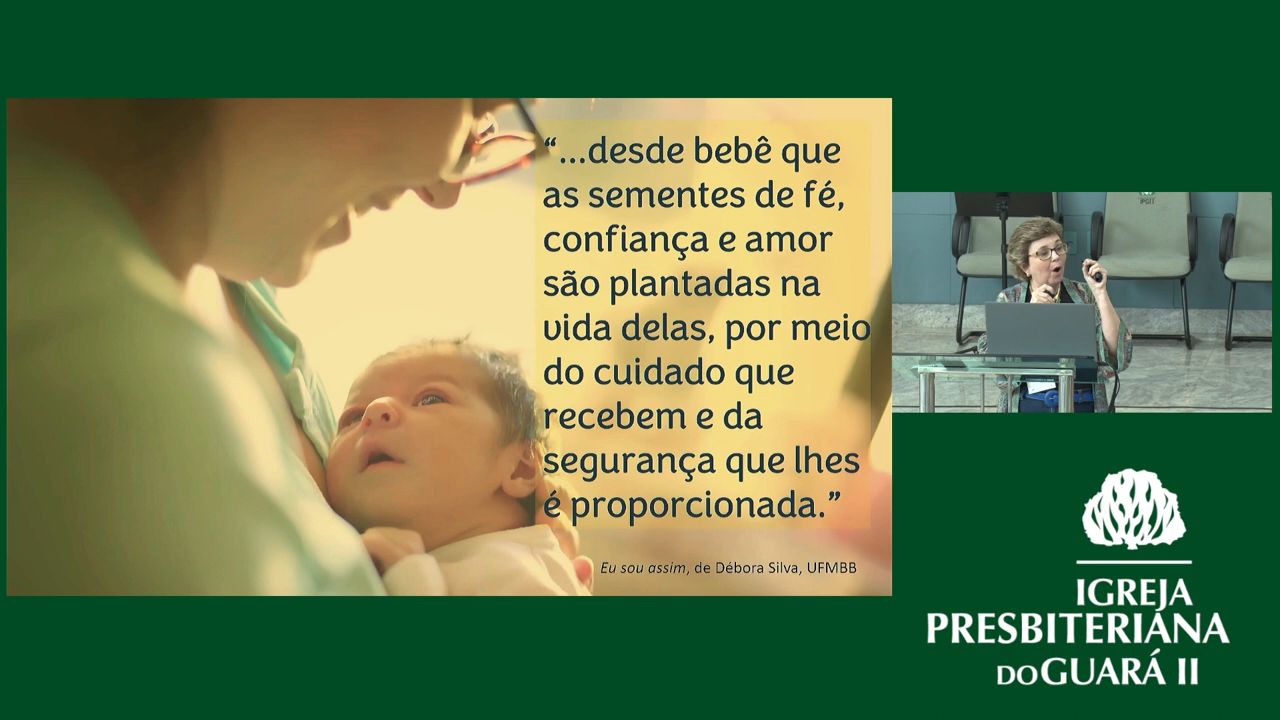 “...desde bebê que
as sementes de fé,
confiança e amor
são plantadas na
vida delas, por meio
do cuidado que
recebem e da
segurança que lhes
é proporcionada.”
Eu sou assim, de Débora Silva, UFMBB
IGREJA
PRESBITERIANA
DO GUARÁ II